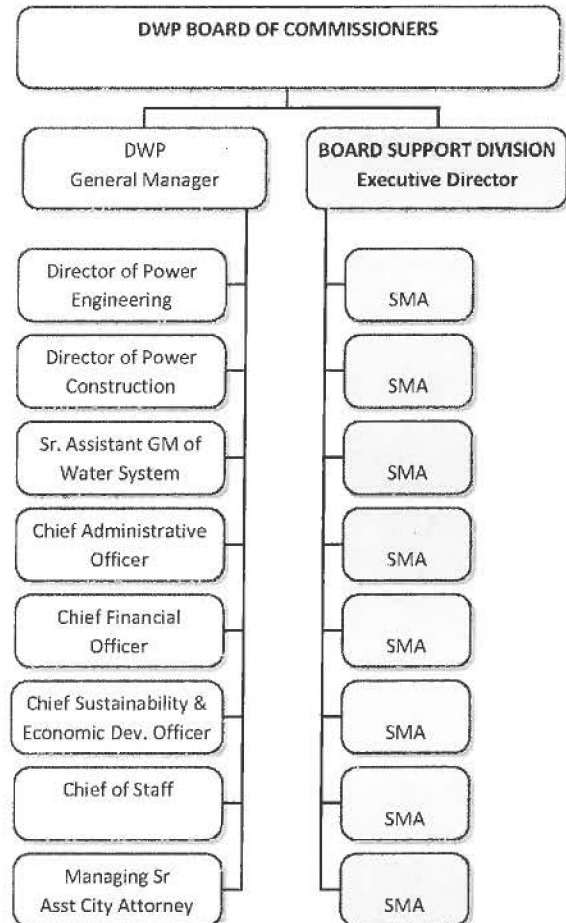 DWP BOARD OF COMMISSIONERS
DWP
General Manager
BOARD SUPPORT DIVISION
Executive Director
Director of Power
Engineering
SMA
Director of Power
Construction
SMA
Sr. Assistant GM of
Water System
SMA
Chief Administrative
Officer
SMA
Chief Financial
Officer
SMA
Chief Sustainability &
Economic Dev. Officer
SMA
Chief of Staff
SMA
Managing Sr
Asst City Attorney
SMA